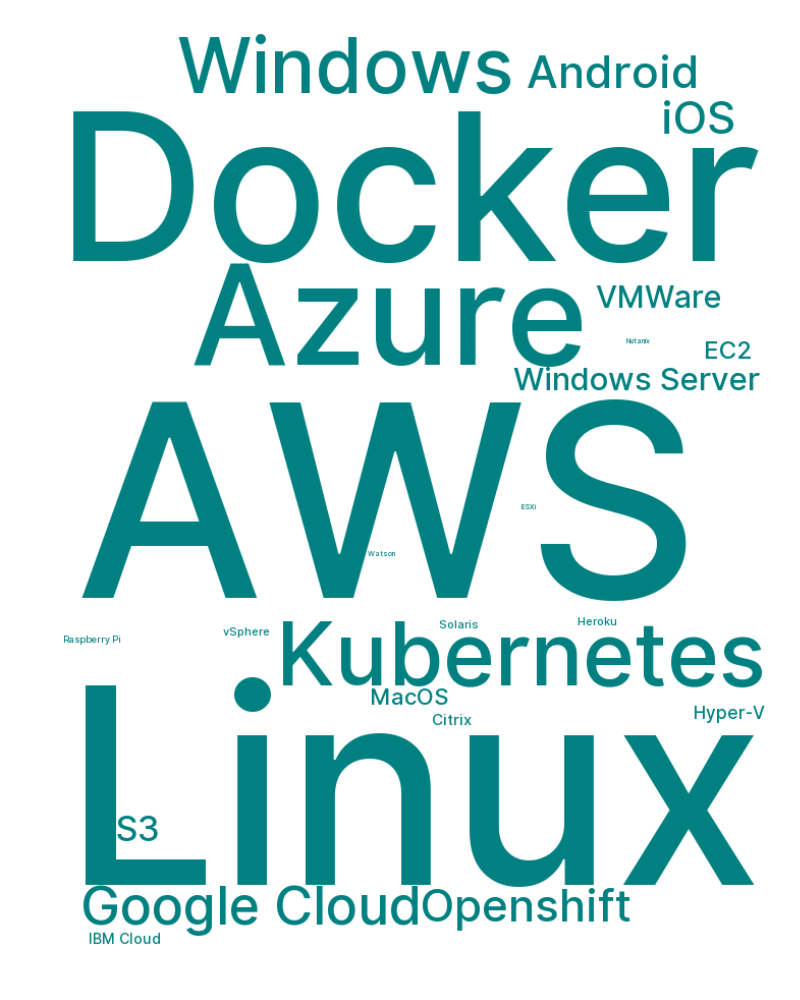 Windows
Android
iOS
Docker
Azure
VMWare
Nutanix
EC2
Windows Server
AWS
ESXi
Watson
Raspberry Pi
vSphere
Solaris
Heroku
Kubernetes
MacOS
Citrix
Hyper-V
Linux
S3
Google Cloud
Openshift
IBM Cloud